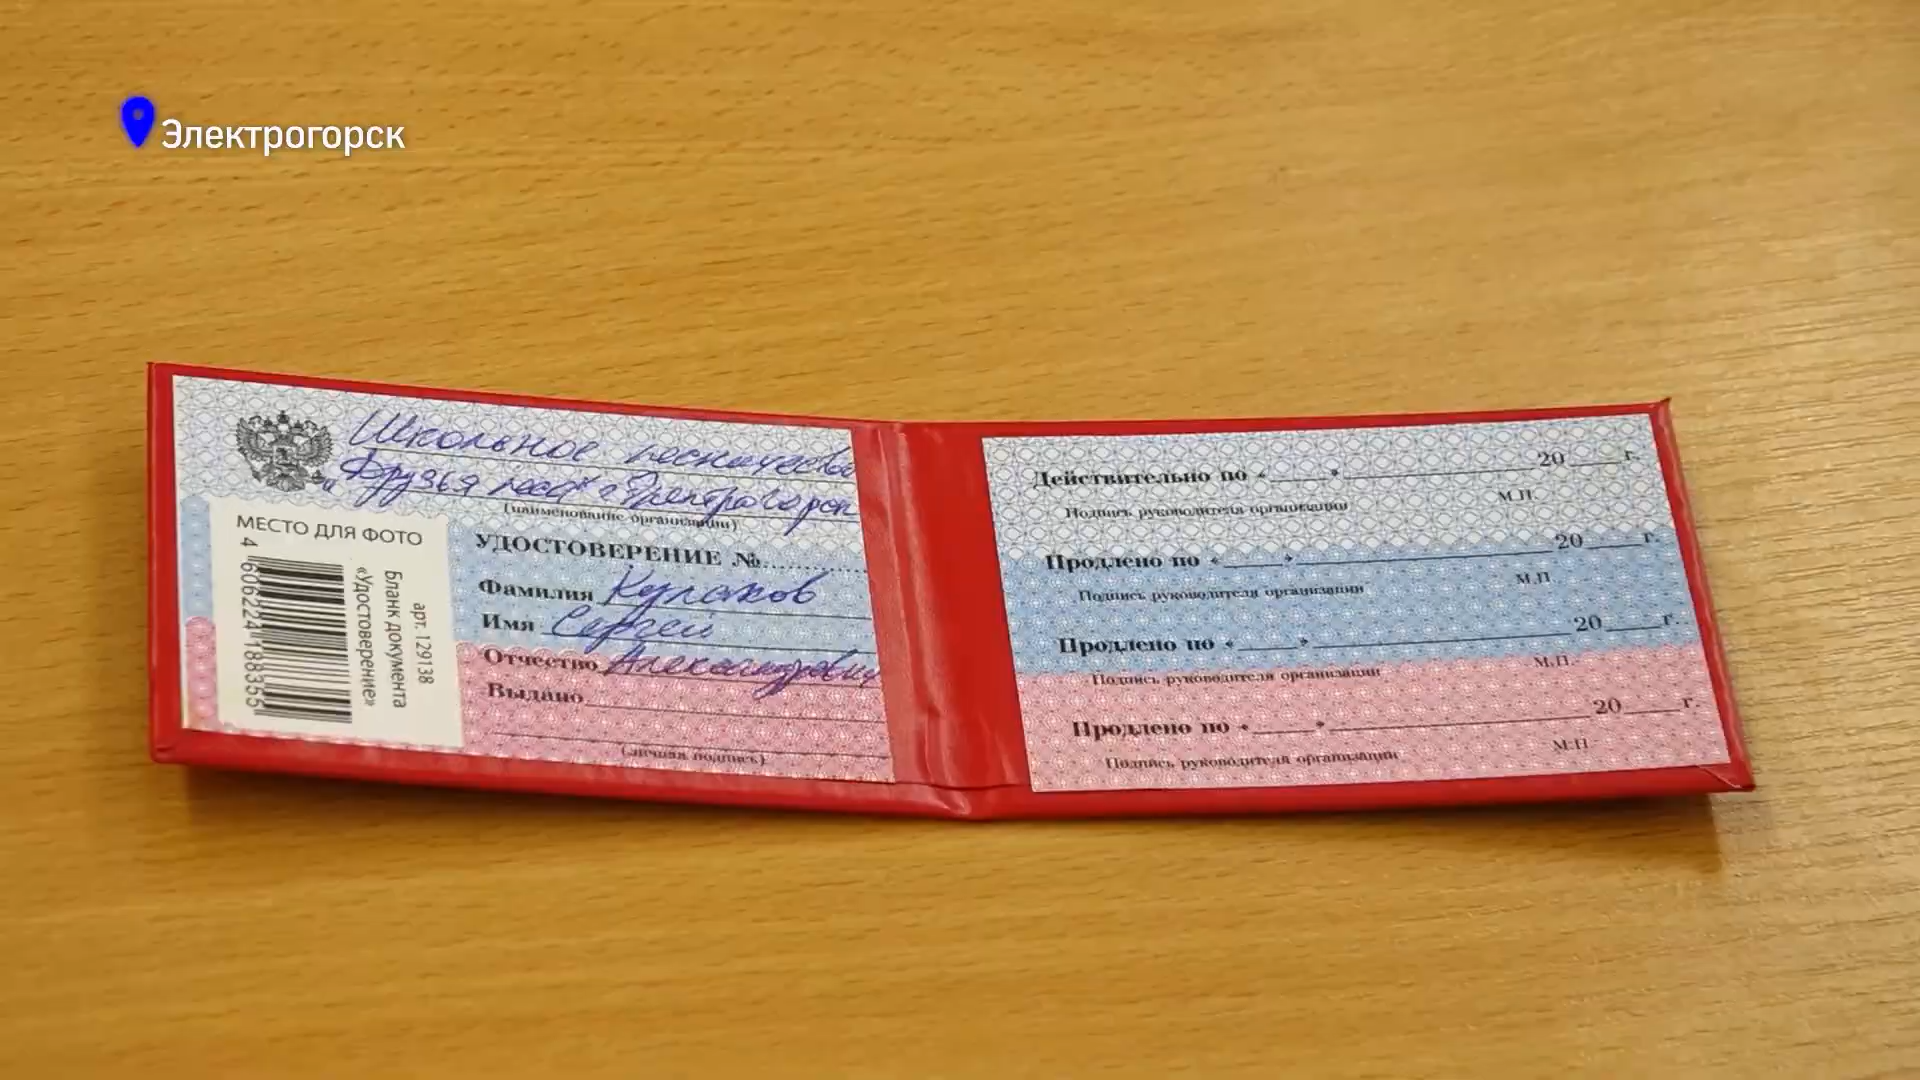 Электрогорск
Школьное лесничество
"Друзья леса" г. Электрогорск
(наименование организации)
МЕСТО ДЛЯ ФОТО
4 606224 188355
Бланк документа
«Удостоверение»
арт. 129138
УДОСТОВЕРЕНИЕ №
Фамилия Кулаков
Имя Сергей
Отчество Александрович
Выдано
(личная подпись)
Действительно по « » 20 г.
Подпись руководителя организации М.П.
Продлено по « » 20 г.
Подпись руководителя организации М.П.
Продлено по « » 20 г.
Подпись руководителя организации М.П.
Продлено по « » 20 г.
Подпись руководителя организации М.П.